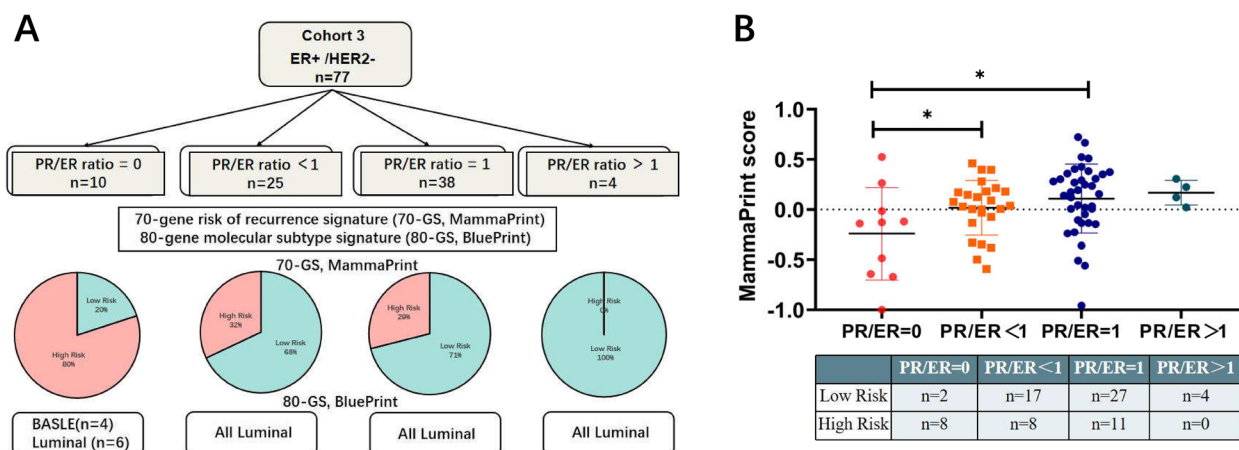 A
Cohort 3
ER+ /HER2-
n=77
PR/ER ratio = 0
n=10
PR/ER ratio <1
n=25
PR/ER ratio = 1
n=38
PR/ER ratio > 1
n=4
70-gene risk of recurrence signature (70-GS, MammaPrint)
80-gene molecular subtype signature (80-GS, BluePrint)
70-GS, MammaPrint
Low Risk
20%
High Risk
80%
High Risk
32%
Low Risk
68%
High Risk
29%
Low Risk
71%
High Risk
0%
Low Risk
100%
80-GS, BluePrint
BASLE(n=4)
Luminal (n=6)
All Luminal
All Luminal
All Luminal
B
MammaPrint score
*
*
1.0
0.5
0.0
-0.5
-1.0
PR/ER=0 PR/ER<1 PR/ER=1 PR/ER>1
PR/ER=0 PR/ER<1 PR/ER=1 PR/ER>1
Low Risk n=2 n=17 n=27 n=4
High Risk n=8 n=8 n=11 n=0